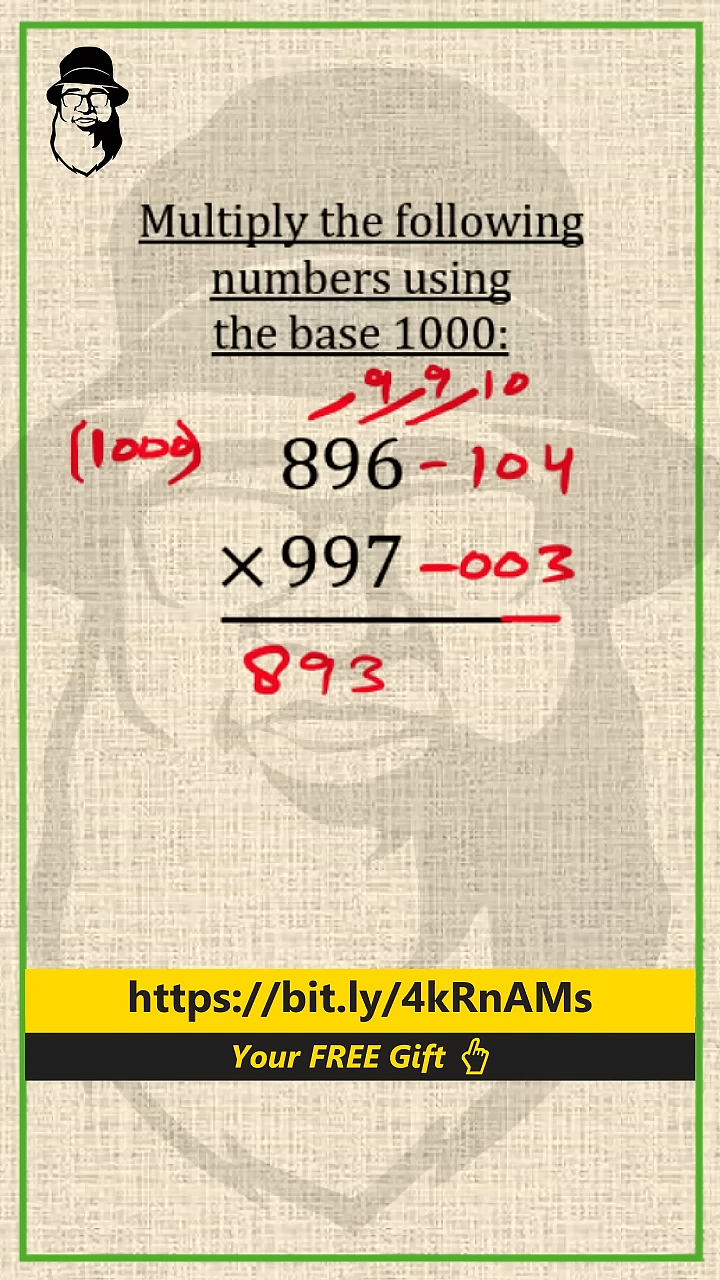 Multiply the following
numbers using
the base 1000:
9 9 10
(1000) 896 - 104
×997 -003
893
https://bit.ly/4kRnAMs
Your FREE Gift